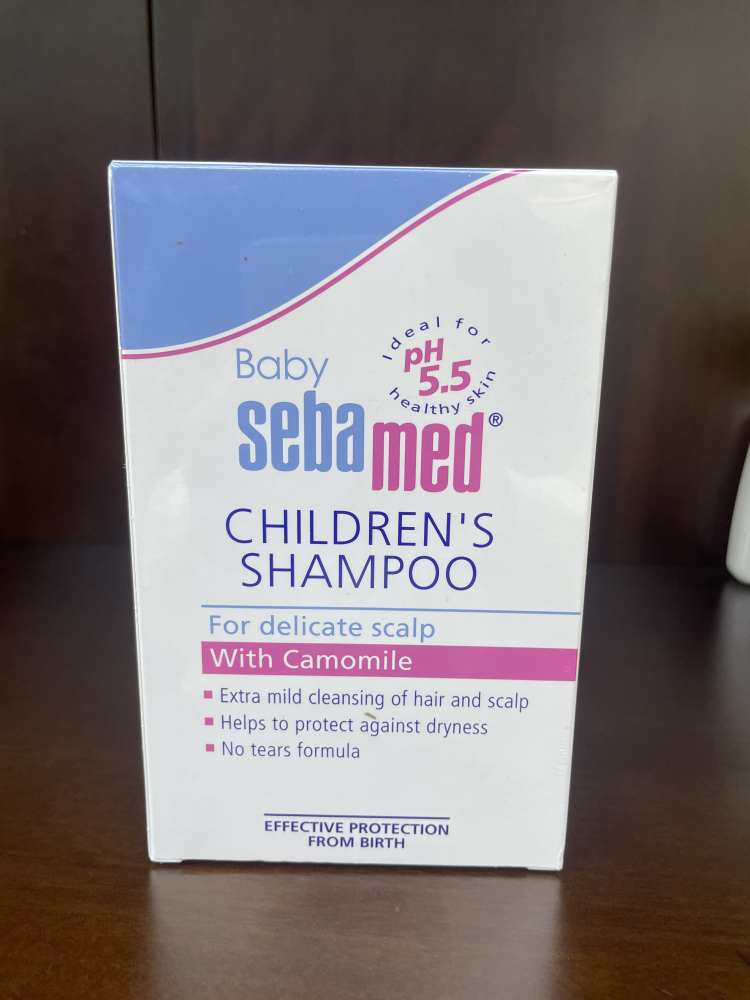 Baby
sebamed®
Ideal for
pH
5.5
healthy skin
CHILDREN'S
SHAMPOO
For delicate scalp
With Camomile
▪ Extra mild cleansing of hair and scalp
▪ Helps to protect against dryness
▪ No tears formula
EFFECTIVE PROTECTION
FROM BIRTH